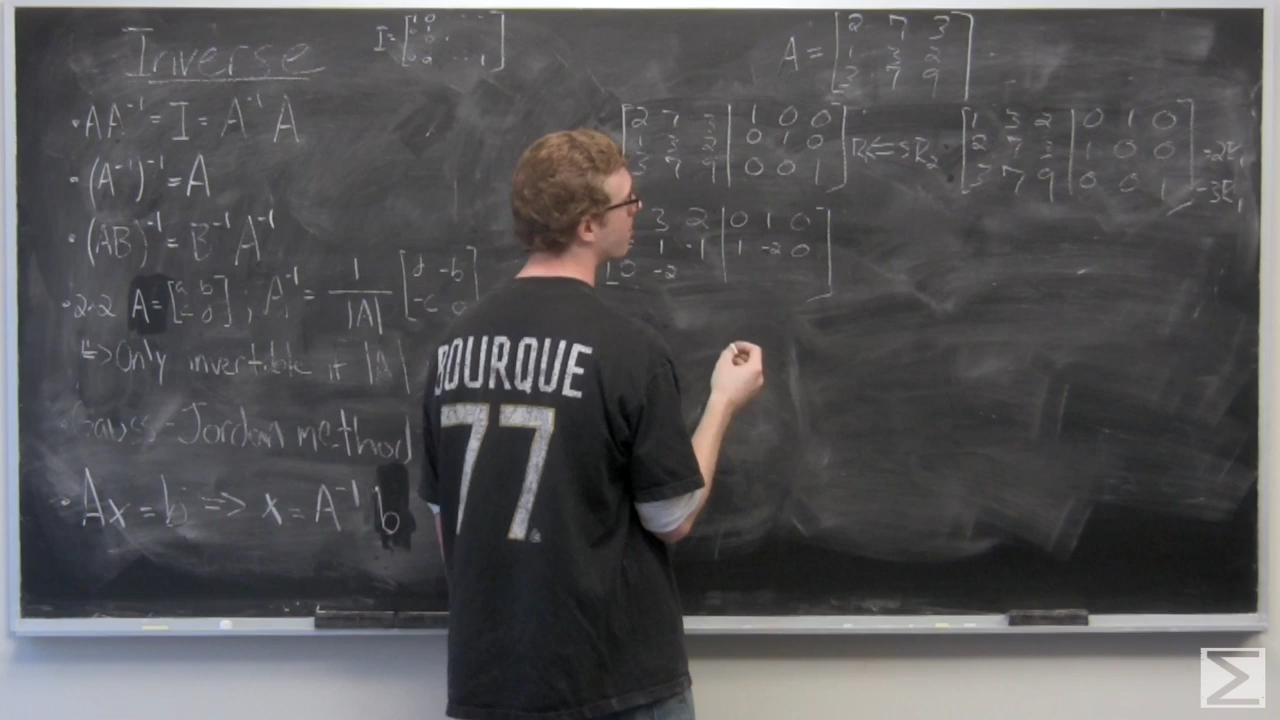 Inverse
I = [1 0 ...
0 1
0 0 .
0 0 ... 1]
• AA⁻¹ = I = A⁻¹A
• (A⁻¹)⁻¹ = A
• (AB)⁻¹ = B⁻¹A⁻¹
• 2×2 A = [a b
c d] ; A⁻¹ = 1/|A| [d -b
-c a]
↳> Only invertible if |A|
• Gauss-Jordan method
• Ax = b => x = A⁻¹b
A = [2 7 3
1 3 2
3 7 9]
[2 7 3 | 1 0 0
1 3 2 | 0 1 0
3 7 9 | 0 0 1] R₁<=>R₂
[1 3 2 | 0 1 0
2 7 3 | 1 0 0 -2R₁
3 7 9 | 0 0 1] -3R₁
3 2 | 0 1 0
1 -1 | 1 -2 0
0 -2
BOURQUE
77
Σ